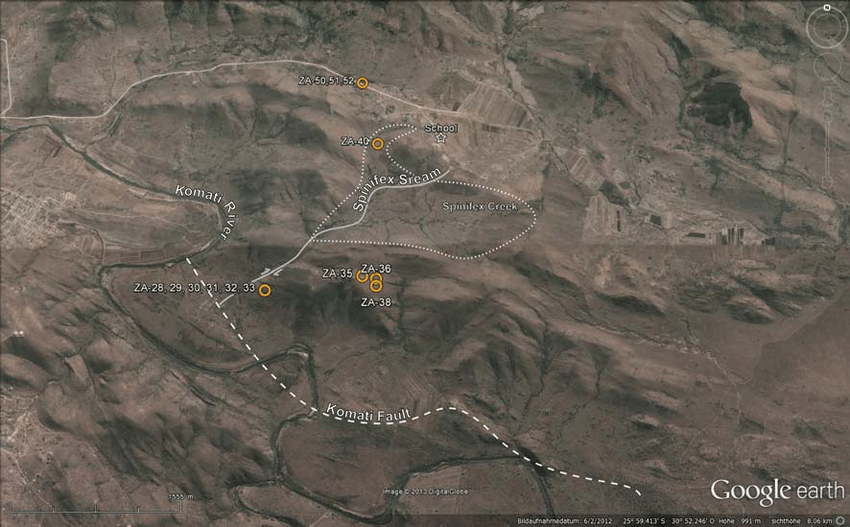 N
ZA-50,51,52
School
ZA-40
Spinifex Sream
Komati River
Spinifex Creek
ZA-35
ZA-36
ZA-28, 29, 30, 31, 32, 33
ZA-38
Komati Fault
Google earth
Image © 2013 DigitalGlobe
Bildaufnahmedatum: 6/2/2012 25° 59.413' S 30° 52.246' O Höhe 991 m sichthöhe 8.06 km